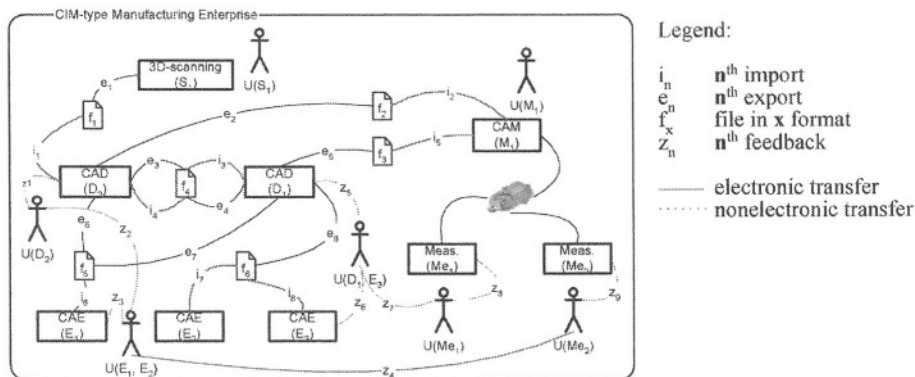 CIM-type Manufacturing Enterprise
3D-scanning
(S₁)
U(S₁)
U(M₁)
e₁
f₁
i₁
e₂
f₂
i₂
CAM
(M₁)
e₅
f₃
i₅
CAD
(D₂)
e₃
i₃
f₄
i₄
e₄
CAD
(D₁)
z₁
z₅
U(D₂)
e₆
z₂
e₇
e₈
f₅
f₆
i₇
U(D₁, E₃)
Meas.
Meas.
z₇
z₈
z₉
i₈
z₃
z₆
CAE
(E₁)
CAE
(E₂)
CAE
(E₃)
U(E₁, E₂)
U(Me₁)
U(Me₂)
z₄
Legend:
iₙ nᵗʰ import
eₙ nᵗʰ export
fₓ file in x format
zₙ nᵗʰ feedback
electronic transfer
nonelectronic transfer